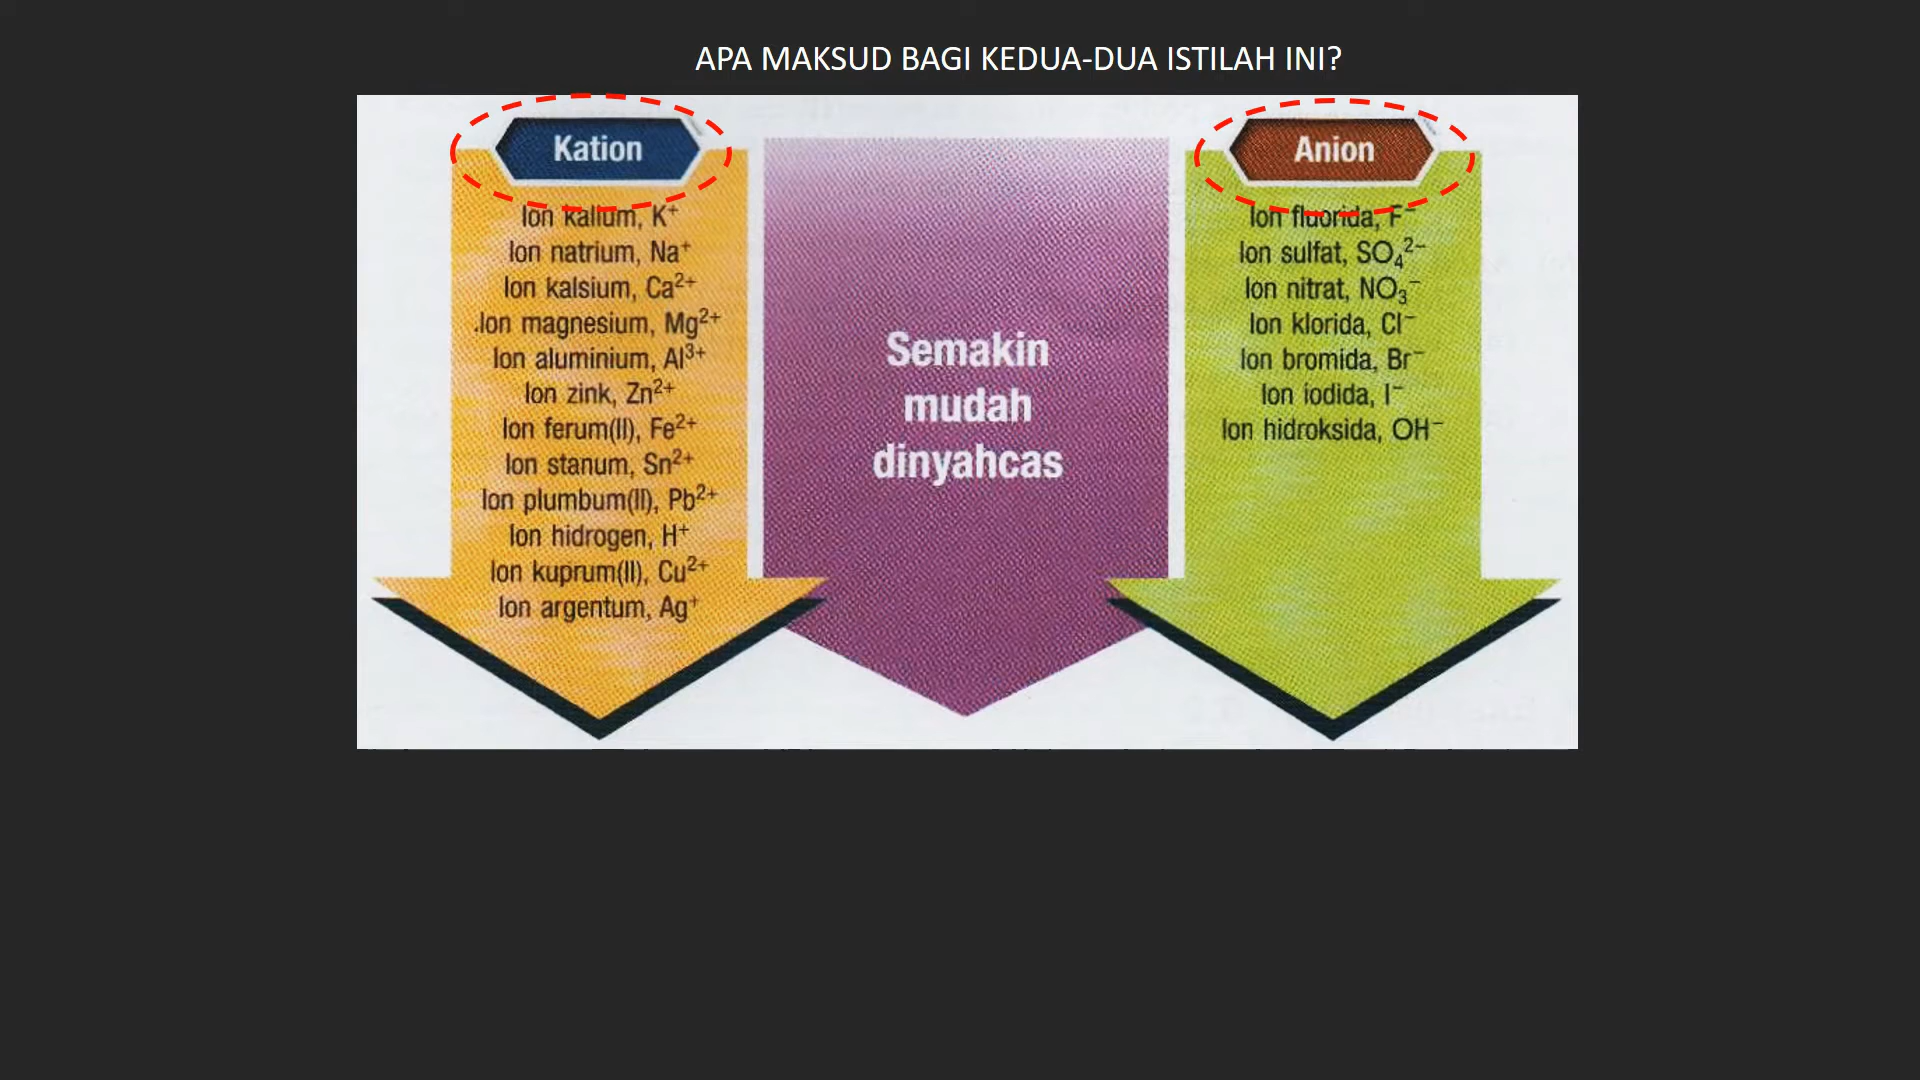 APA MAKSUD BAGI KEDUA-DUA ISTILAH INI?
Kation
Ion kalium, K⁺
Ion natrium, Na⁺
Ion kalsium, Ca²⁺
Ion magnesium, Mg²⁺
Ion aluminium, Al³⁺
Ion zink, Zn²⁺
Ion ferum(II), Fe²⁺
Ion stanum, Sn²⁺
Ion plumbum(II), Pb²⁺
Ion hidrogen, H⁺
Ion kuprum(II), Cu²⁺
Ion argentum, Ag⁺
Semakin
mudah
dinyahcas
Anion
Ion fluorida, F⁻
Ion sulfat, SO₄²⁻
Ion nitrat, NO₃⁻
Ion klorida, Cl⁻
Ion bromida, Br⁻
Ion iodida, I⁻
Ion hidroksida, OH⁻